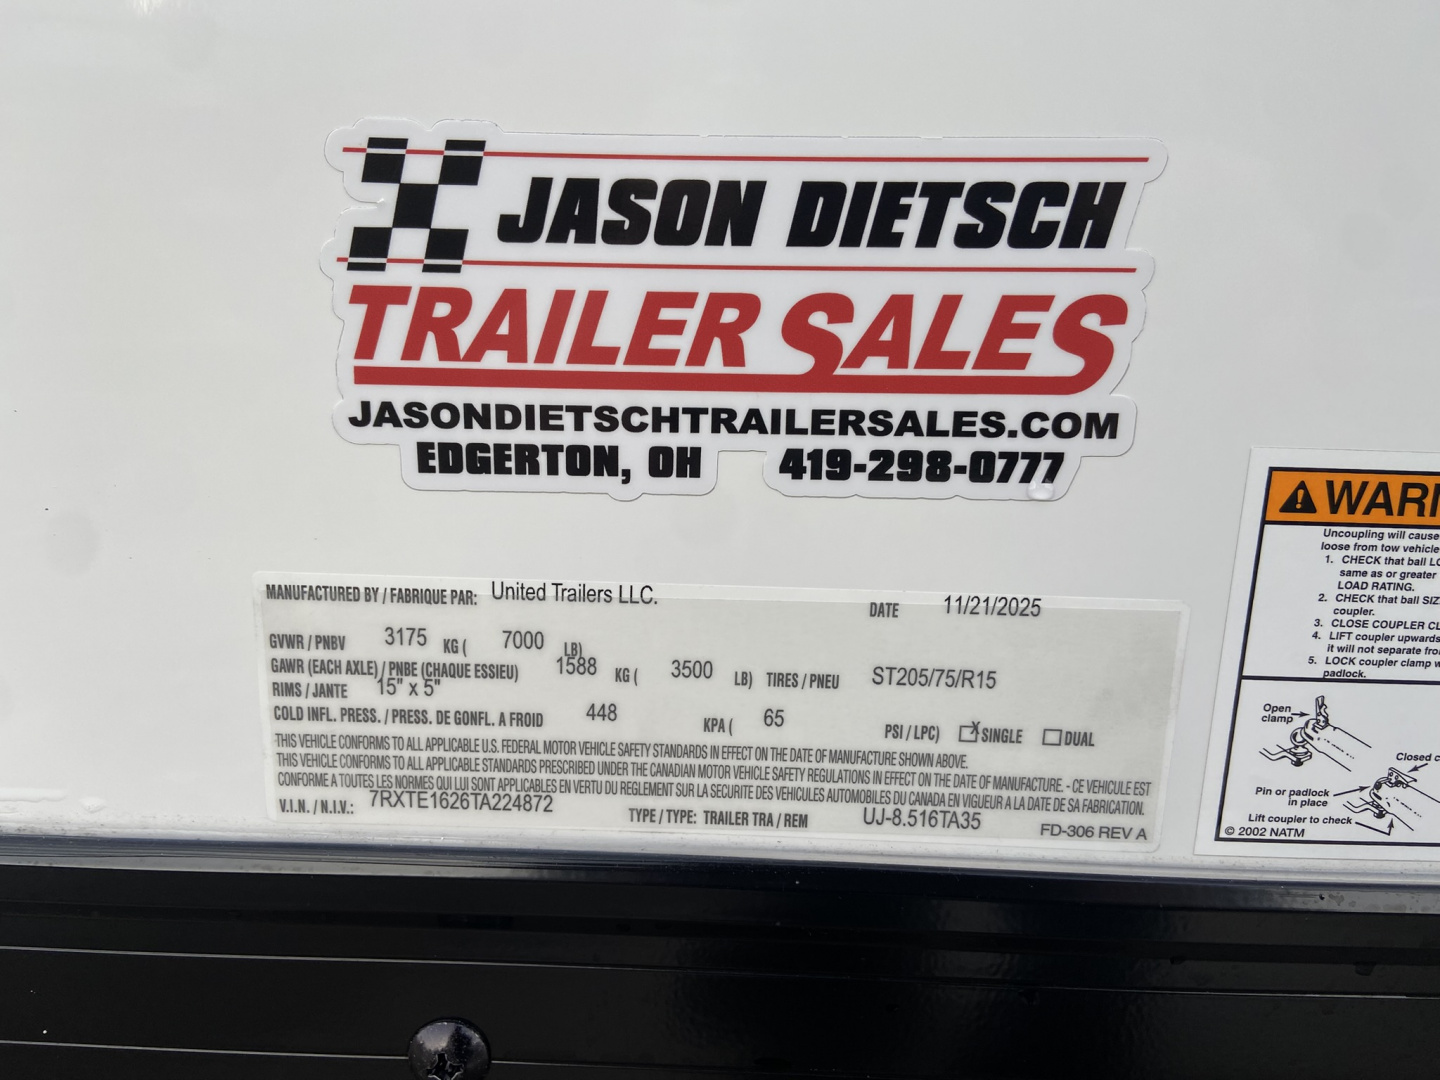 JASON DIETSCH
TRAILER SALES
JASONDIETSCHTRAILERSALES.COM
EDGERTON, OH 419-298-0777
MANUFACTURED BY / FABRIQUE PAR: United Trailers LLC. DATE 11/21/2025
GVWR / PNBV 3175 KG ( 7000 LB)
GAWR (EACH AXLE) / PNBE (CHAQUE ESSIEU) 1588 KG ( 3500 LB) TIRES / PNEU ST205/75/R15
RIMS / JANTE 15" x 5"
COLD INFL. PRESS. / PRESS. DE GONFL. A FROID 448 KPA ( 65 PSI / LPC) X SINGLE DUAL
THIS VEHICLE CONFORMS TO ALL APPLICABLE U.S. FEDERAL MOTOR VEHICLE SAFETY STANDARDS IN EFFECT ON THE DATE OF MANUFACTURE SHOWN ABOVE.
THIS VEHICLE CONFORMS TO ALL APPLICABLE STANDARDS PRESCRIBED UNDER THE CANADIAN MOTOR VEHICLE SAFETY REGULATIONS IN EFFECT ON THE DATE OF MANUFACTURE. - CE VEHICULE EST
CONFORME A TOUTES LES NORMES QUI LUI SONT APPLICABLES EN VERTU DU REGLEMENT SUR LA SECURITE DES VEHICULES AUTOMOBILES DU CANADA EN VIGUEUR A LA DATE DE SA FABRICATION.
V.I.N. / N.I.V.: 7RXTE1626TA224872 TYPE / TYPE: TRAILER TRA / REM UJ-8.516TA35 FD-306 REV A
WARN
Uncoupling will cause
loose from tow vehicle
1. CHECK that ball LO
same as or greater
LOAD RATING.
2. CHECK that ball SIZ
coupler.
3. CLOSE COUPLER CL
4. LIFT coupler upwards
it will not separate fro
5. LOCK coupler clamp w
padlock.
Open
clamp
Closed c
Pin or padlock
in place
Lift coupler to check
© 2002 NATM